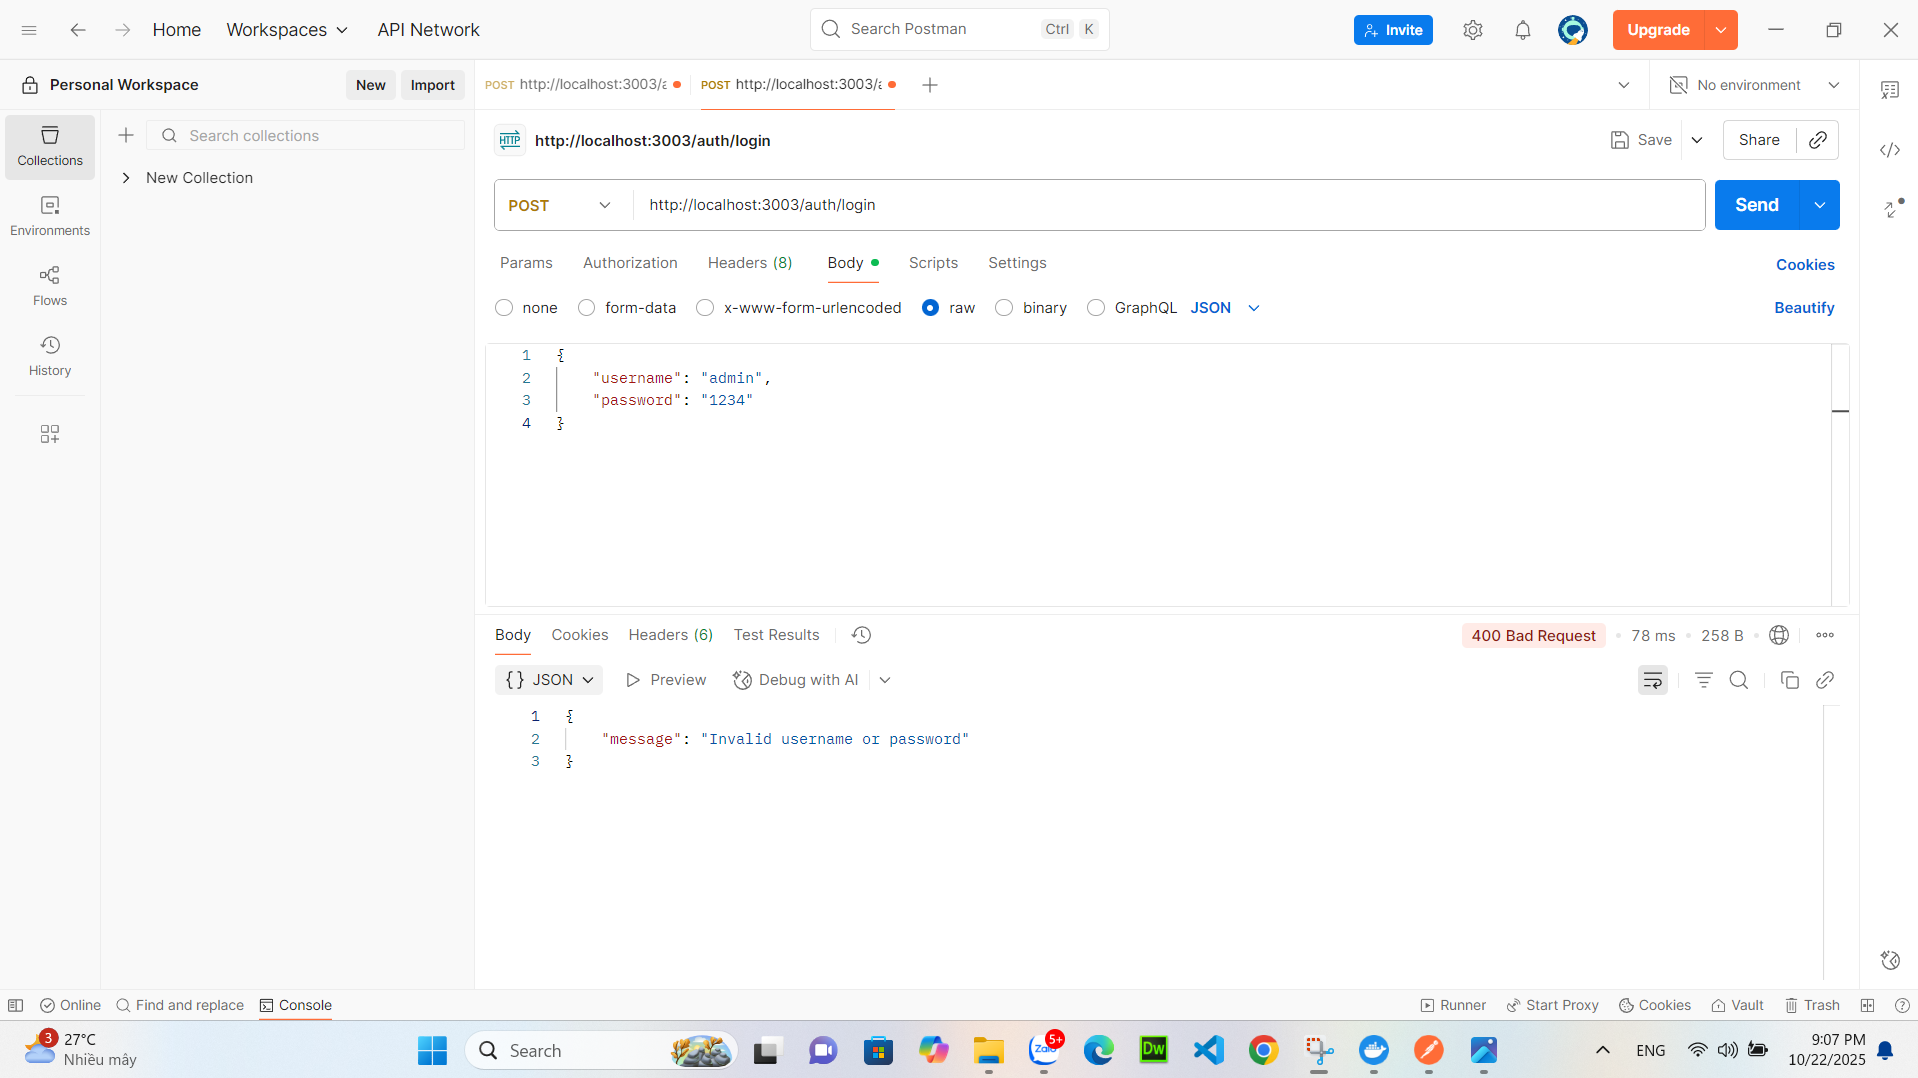 Home Workspaces API Network Search Postman Ctrl K Invite Upgrade
Personal Workspace New Import POST http://localhost:3003/a POST http://localhost:3003/a No environment
Collections
Search collections
New Collection
Environments
Flows
History
HTTP http://localhost:3003/auth/login Save Share
POST http://localhost:3003/auth/login Send
Params Authorization Headers (8) Body Scripts Settings Cookies
none form-data x-www-form-urlencoded raw binary GraphQL JSON Beautify
1 {
2 "username": "admin",
3 "password": "1234"
4 }
Body Cookies Headers (6) Test Results 400 Bad Request 78 ms 258 B
{} JSON Preview Debug with AI
1 {
2 "message": "Invalid username or password"
3 }
Online Find and replace Console Runner Start Proxy Cookies Vault Trash
3 27°C
Nhiều mây
Search
Zalo 5+
Dw
ENG
9:07 PM
10/22/2025